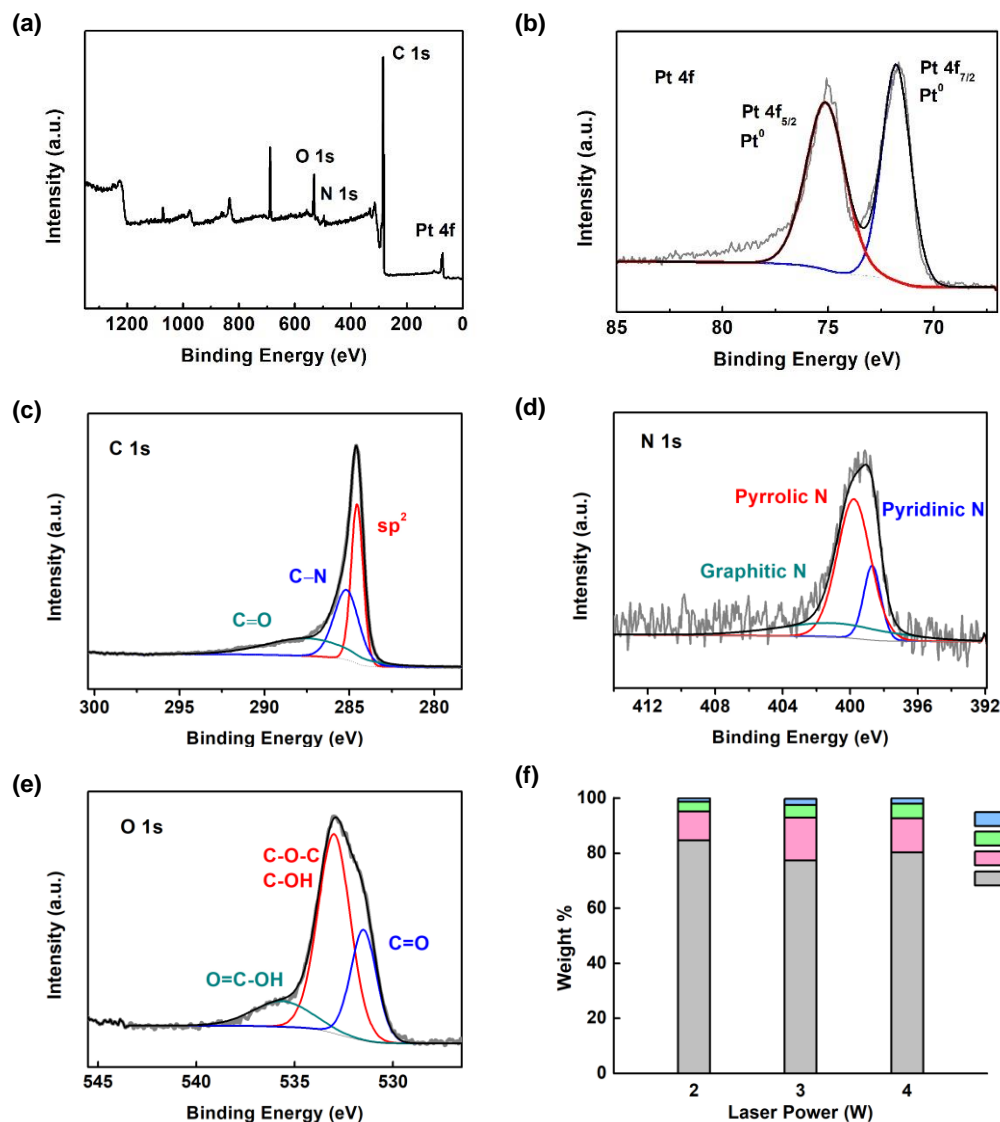 (a)
C 1s
O 1s
N 1s
Pt 4f
Intensity (a.u.)
1200 1000 800 600 400 200 0
Binding Energy (eV)
(b)
Pt 4f
Pt 4f7/2
Pt0
Pt 4f5/2
Pt0
Intensity (a.u.)
85 80 75 70
Binding Energy (eV)
(c)
C 1s
sp2
C–N
C=O
Intensity (a.u.)
300 295 290 285 280
Binding Energy (eV)
(d)
N 1s
Pyrrolic N
Pyridinic N
Graphitic N
Intensity (a.u.)
412 408 404 400 396 392
Binding Energy (eV)
(e)
O 1s
C-O-C
C-OH
C=O
O=C-OH
Intensity (a.u.)
545 540 535 530
Binding Energy (eV)
(f)
100
80
60
40
20
0
Weight %
2 3 4
Laser Power (W)